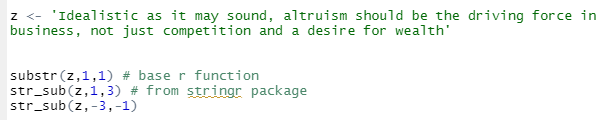 z <- 'Idealistic as it may sound, altruism should be the driving force in
business, not just competition and a desire for wealth'
substr(z,1,1) # base r function
str_sub(z,1,3) # from stringr package
str_sub(z,-3,-1)